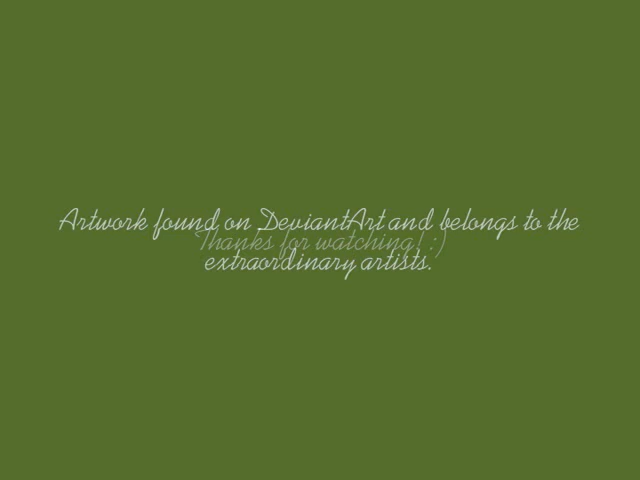 Artwork found on DeviantArt and belongs to the
Thanks for watching! :)
extraordinary artists.